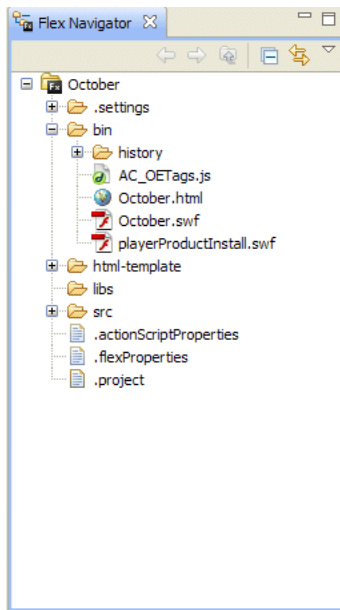 Flex Navigator
October
.settings
bin
history
AC_OETags.js
October.html
October.swf
playerProductInstall.swf
html-template
libs
src
.actionScriptProperties
.flexProperties
.project